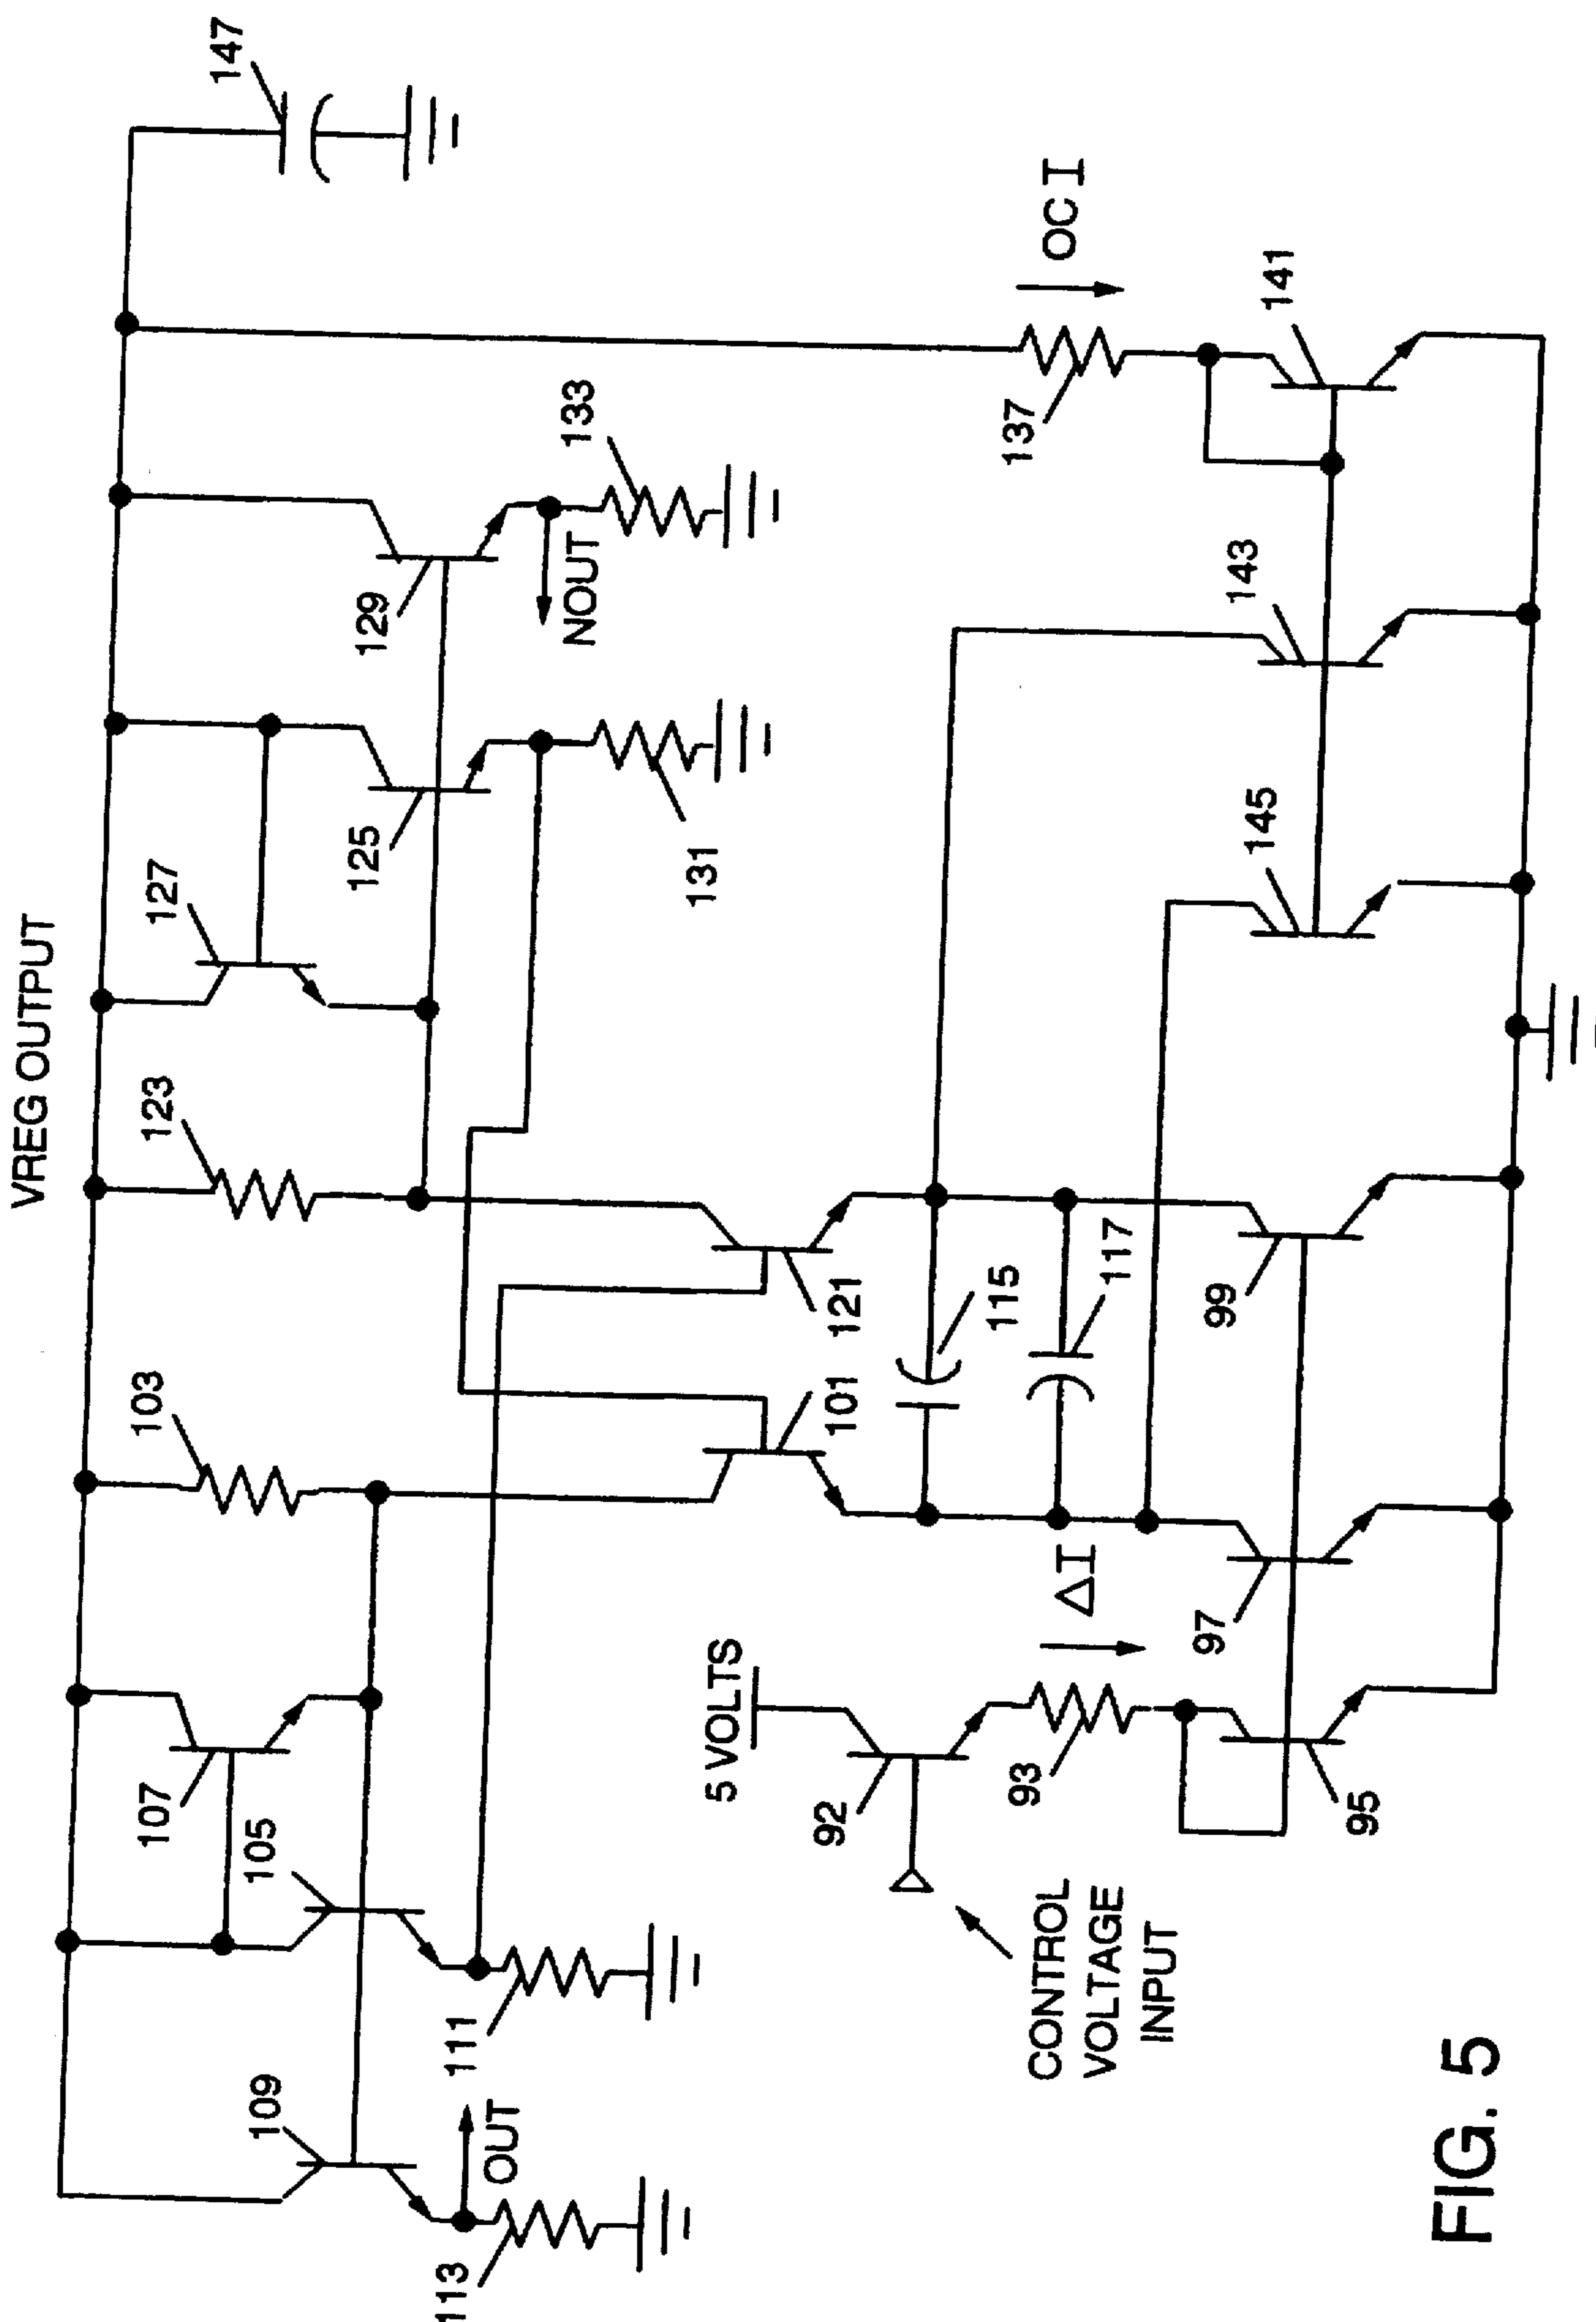 VREG OUTPUT
147
103
123
127
107
105
125
129
133
109
111
113
OUT
131
NOUT
OC I
137
101
121
115
117
5 VOLTS
92
93
ΔI
CONTROL
VOLTAGE
INPUT
95
97
99
145
143
141
FIG. 5